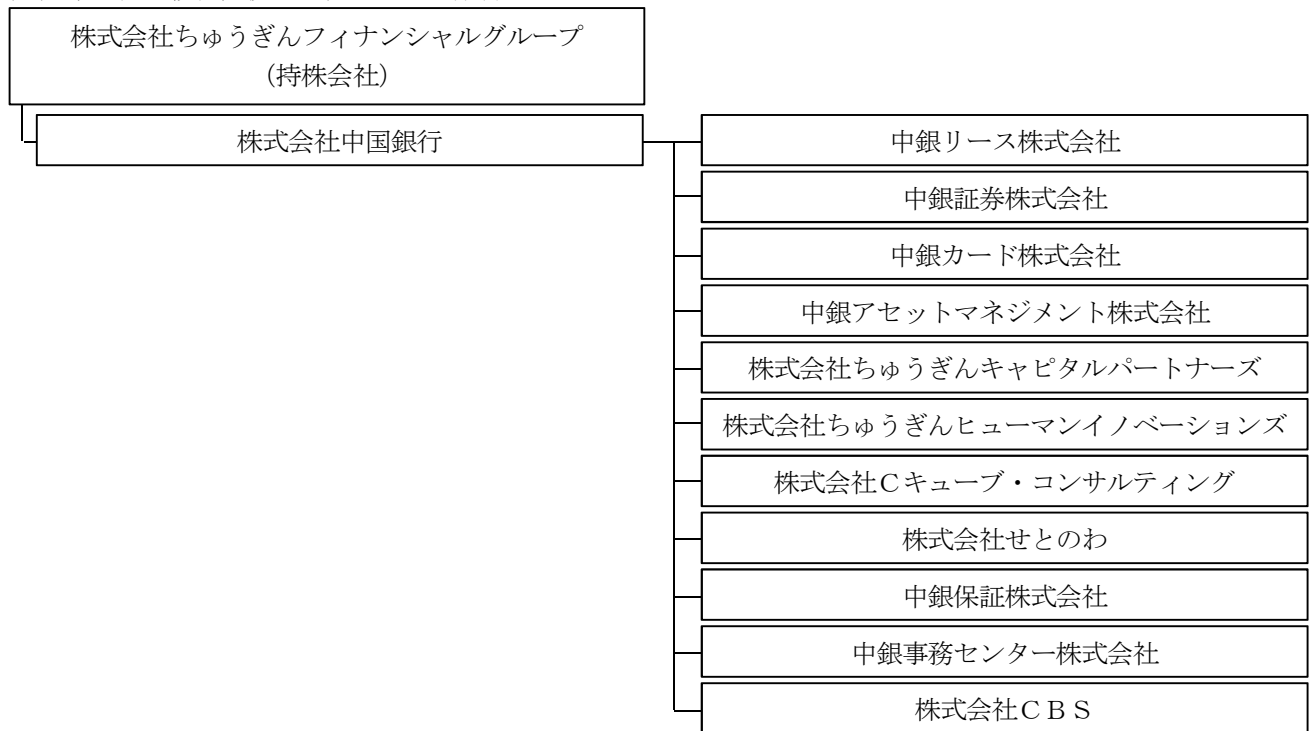 株式会社ちゅうぎんフィナンシャルグループ
(持株会社)
株式会社中国銀行
中銀リース株式会社
中銀証券株式会社
中銀カード株式会社
中銀アセットマネジメント株式会社
株式会社ちゅうぎんキャピタルパートナーズ
株式会社ちゅうぎんヒューマンイノベーションズ
株式会社Cキューブ・コンサルティング
株式会社せとのわ
中銀保証株式会社
中銀事務センター株式会社
株式会社CBS